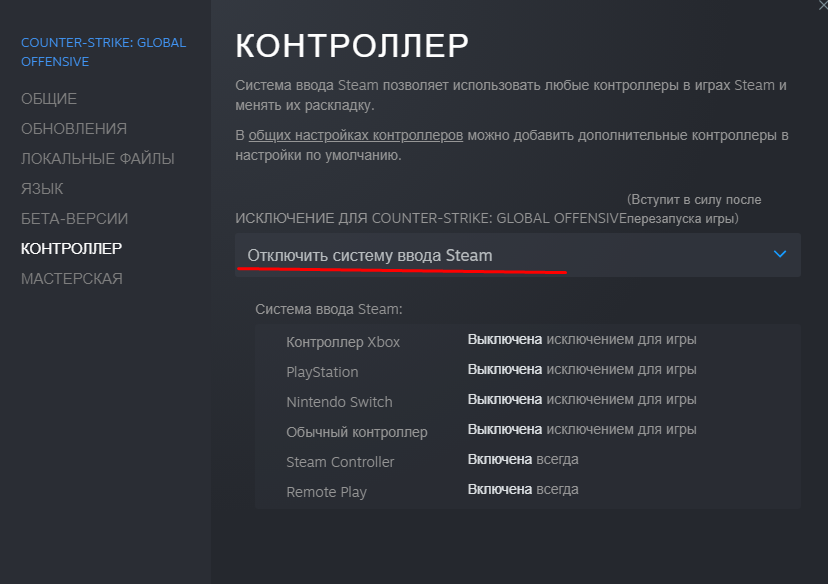 COUNTER-STRIKE: GLOBAL
OFFENSIVE
ОБЩИЕ
ОБНОВЛЕНИЯ
ЛОКАЛЬНЫЕ ФАЙЛЫ
ЯЗЫК
БЕТА-ВЕРСИИ
КОНТРОЛЛЕР
МАСТЕРСКАЯ
КОНТРОЛЛЕР
Система ввода Steam позволяет использовать любые контроллеры в играх Steam и
менять их раскладку.
В общих настройках контроллеров можно добавить дополнительные контроллеры в
настройки по умолчанию.
(Вступит в силу после
ИСКЛЮЧЕНИЕ ДЛЯ COUNTER-STRIKE: GLOBAL OFFENSIVE перезапуска игры)
Отключить систему ввода Steam
Система ввода Steam:
Контроллер Xbox Выключена исключением для игры
PlayStation Выключена исключением для игры
Nintendo Switch Выключена исключением для игры
Обычный контроллер Выключена исключением для игры
Steam Controller Включена всегда
Remote Play Включена всегда